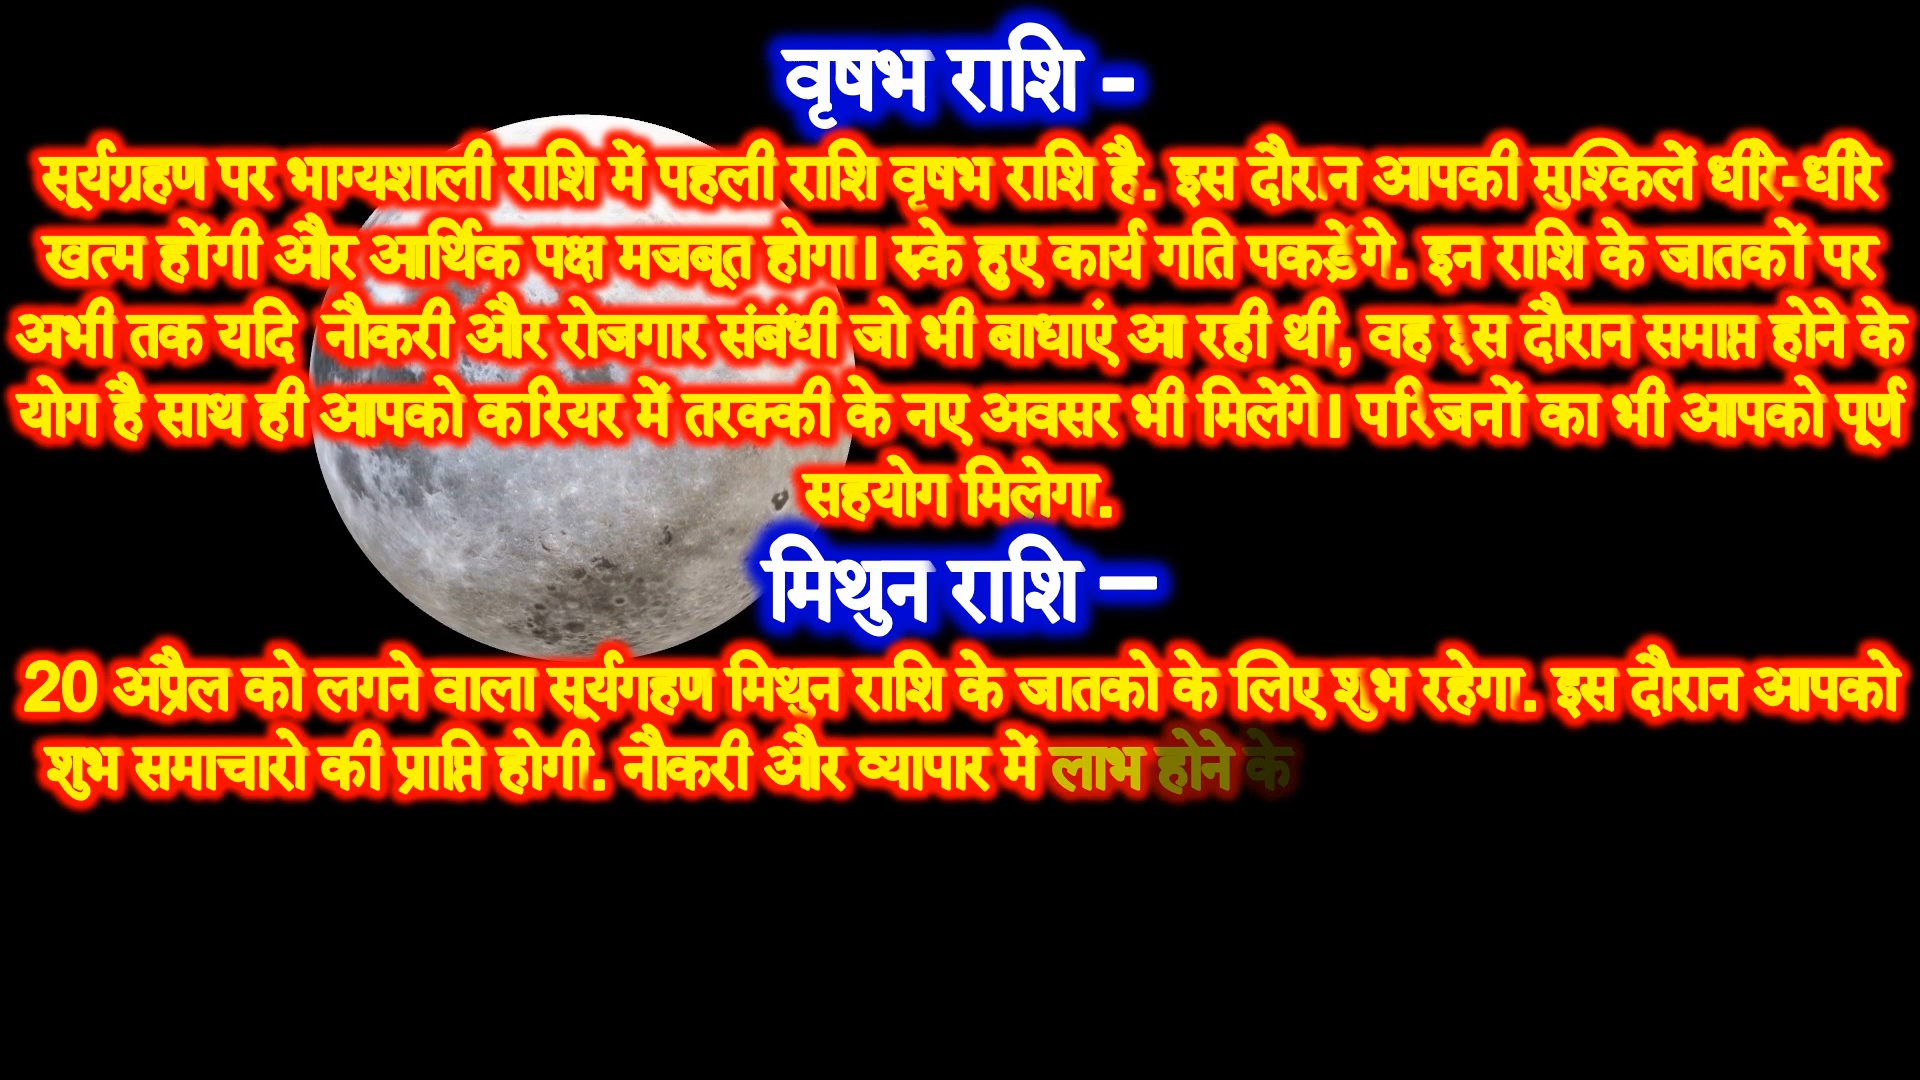 वृषभ राशि -
सूर्यग्रहण पर भाग्यशाली राशि में पहली राशि वृषभ राशि है. इस दौरान आपकी मुश्किलें धीरे-धीरे
खत्म होंगी और आर्थिक पक्ष मजबूत होगा। रुके हुए कार्य गति पकड़ेंगे. इन राशि के जातकों पर
अभी तक यदि नौकरी और रोजगार संबंधी जो भी बाधाएं आ रही थी, वह इस दौरान समाप्त होने के
योग है साथ ही आपको करियर में तरक्की के नए अवसर भी मिलेंगे। परिजनों का भी आपको पूर्ण
सहयोग मिलेगा.
मिथुन राशि –
20 अप्रैल को लगने वाला सूर्यगहण मिथुन राशि के जातको के लिए शुभ रहेगा. इस दौरान आपको
शुभ समाचारो की प्राप्ति होगी. नौकरी और व्यापार में लाभ होने के